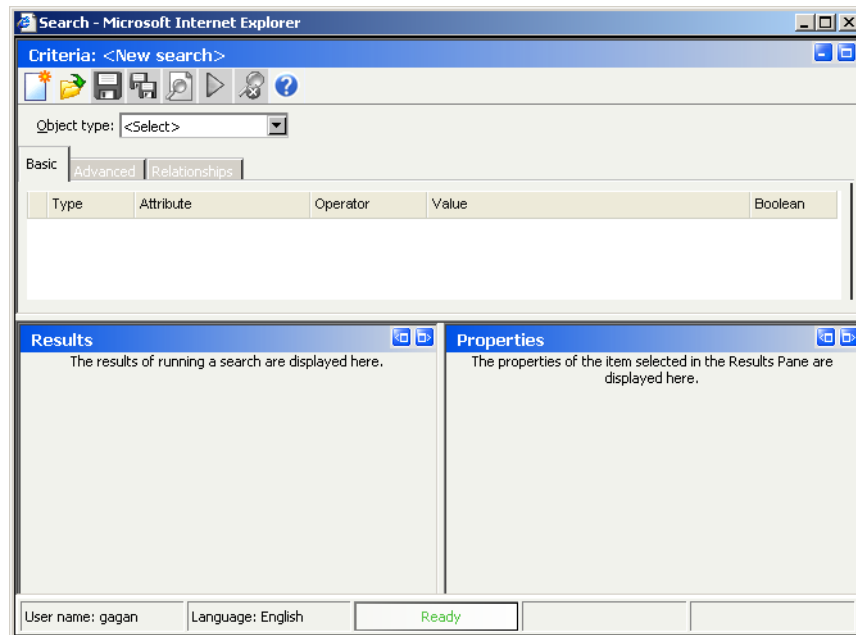 Search - Microsoft Internet Explorer
Criteria: <New search>
Object type: <Select>
Basic Advanced Relationships
Type Attribute Operator Value Boolean
Results
The results of running a search are displayed here.
Properties
The properties of the item selected in the Results Pane are
displayed here.
User name: gagan Language: English Ready